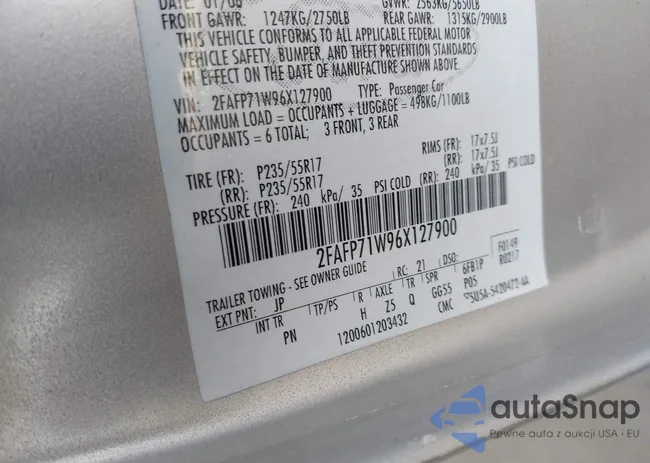 DATE: 01/06 GVWR: 2563KG/5650LB
FRONT GAWR: 1247KG/2750LB REAR GAWR: 1315KG/2900LB
THIS VEHICLE CONFORMS TO ALL APPLICABLE FEDERAL MOTOR
VEHICLE SAFETY, BUMPER, AND THEFT PREVENTION STANDARDS
IN EFFECT ON THE DATE OF MANUFACTURE SHOWN ABOVE.
VIN: 2FAFP71W96X127900 TYPE: Passenger Car
MAXIMUM LOAD = OCCUPANTS + LUGGAGE = 498KG/1100LB
OCCUPANTS = 6 TOTAL; 3 FRONT, 3 REAR
TIRE (FR): P235/55R17 RIMS (FR): 17x7.5J
(RR): P235/55R17 (RR): 17x7.5J
PRESSURE (FR): 240 kPa/ 35 PSI COLD (RR): 240 kPa/ 35 PSI COLD
2FAFP71W96X127900
F0149
R0217
TRAILER TOWING - SEE OWNER GUIDE
EXT PNT: JP RC: 21 DSO: 6FB1P
INT TR TP/PS R AXLE TR SPR P05
PN H Z5 Q GG55
1200601203432 CMC 5U5A-5420472-AA
autaSnap
Pewne auta z aukcji USA i EU